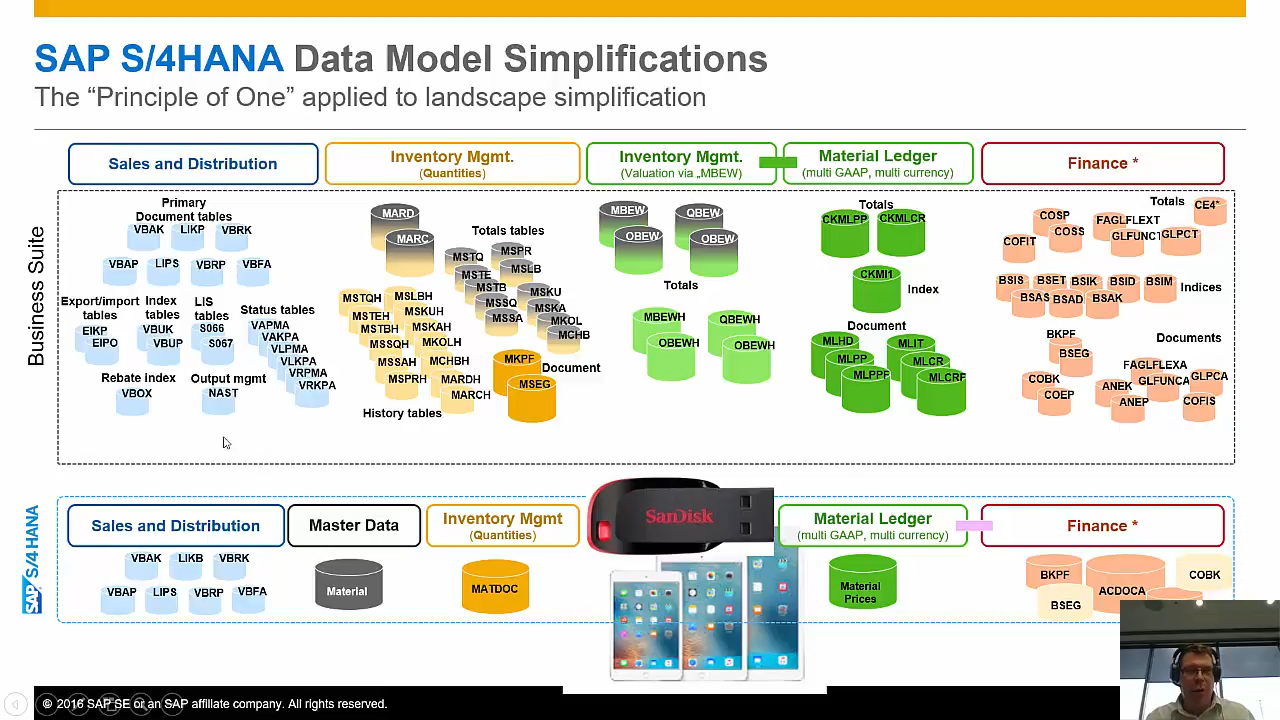 SAP S/4HANA Data Model Simplifications
The “Principle of One” applied to landscape simplification
Sales and Distribution
Inventory Mgmt.
(Quantities)
Inventory Mgmt.
(Valuation via „MBEW)
Material Ledger
(multi GAAP, multi currency)
Finance *
Business Suite
Primary
Document tables
VBAK LIKP VBRK
VBAP LIPS VBRP VBFA
Export/import
tables
EIKP
EIPO
Index
tables
VBUK
VBUP
LIS
tables
S066
S067
Status tables
VAPMA
VAKPA
VLPMA
VLKPA
VRPMA
VRKPA
Rebate index
VBOX
Output mgmt
NAST
MARD
MARC
Totals tables
MSTQ
MSTE
MSTB
MSSQ
MSSA
MSPR
MSLB
MSKU
MSKA
MKOL
MCHB
MSTQH
MSTEH
MSTBH
MSSQH
MSSAH
MSPRH
MSLBH
MSKUH
MSKAH
MKOLH
MCHBH
MARDH
MARCH
History tables
MKPF
MSEG
Document
MBEW QBEW
OBEW OBEW
Totals
MBEWH QBEWH
OBEWH OBEWH
Totals
CKMLPP CKMLCR
CKMI1
Index
Document
MLHD MLIT
MLPP MLCR
MLPPF MLCRF
Totals
CE4*
COSP
COSS
COFIT
FAGLFLEXT
GLFUNCT
GLPCT
BSIS BSET BSIK BSID BSIM
BSAS BSAD BSAK
Indices
BKPF
BSEG
Documents
COBK
COEP
FAGLFLEXA
GLFUNCA
GLPCA
ANEK
ANEP
COFIS
SAP S/4HANA
Sales and Distribution
Master Data
Inventory Mgmt
(Quantities)
SanDisk
Material Ledger
(multi GAAP, multi currency)
Finance *
VBAK LIKB VBRK
VBAP LIPS VBRP VBFA
Material
MATDOC
Material
Prices
BKPF
BSEG
ACDOCA
COBK
© 2016 SAP SE or an SAP affiliate company. All rights reserved.